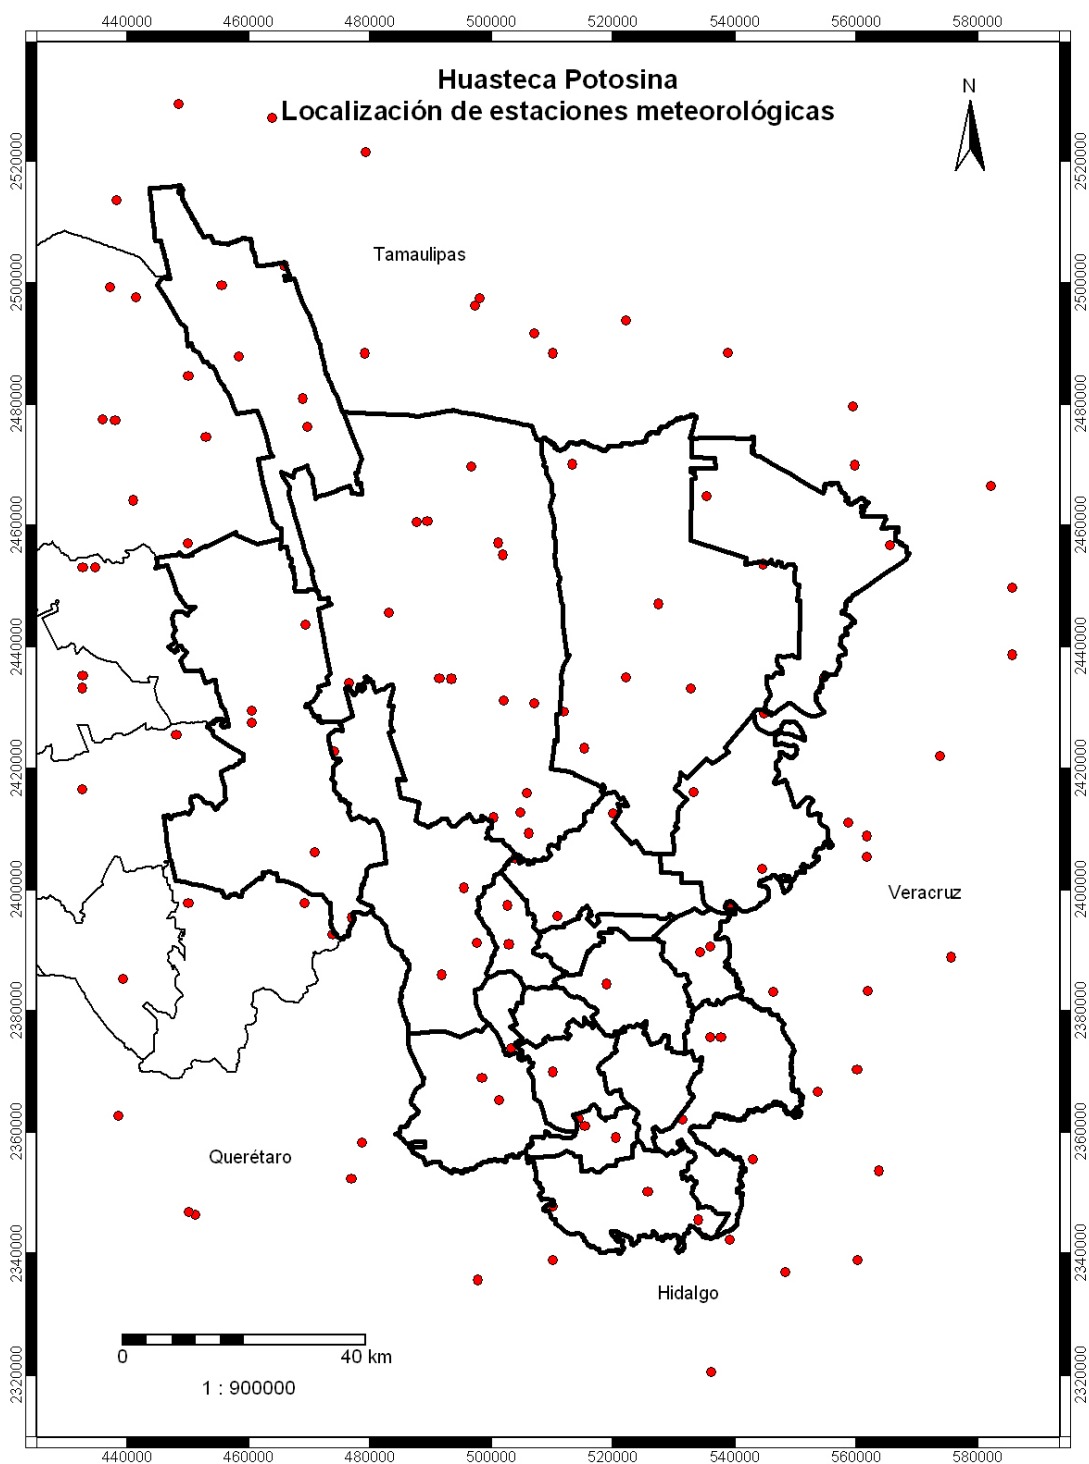 440000 460000 480000 500000 520000 540000 560000 580000
Huasteca Potosina
Localización de estaciones meteorológicas
N
2520000 2520000
Tamaulipas
2500000 2500000
2480000 2480000
2460000 2460000
2440000 2440000
2420000 2420000
2400000 2400000
Veracruz
2380000 2380000
2360000 2360000
Querétaro
2340000 2340000
Hidalgo
0 40 km
2320000 2320000
1 : 900000
440000 460000 480000 500000 520000 540000 560000 580000